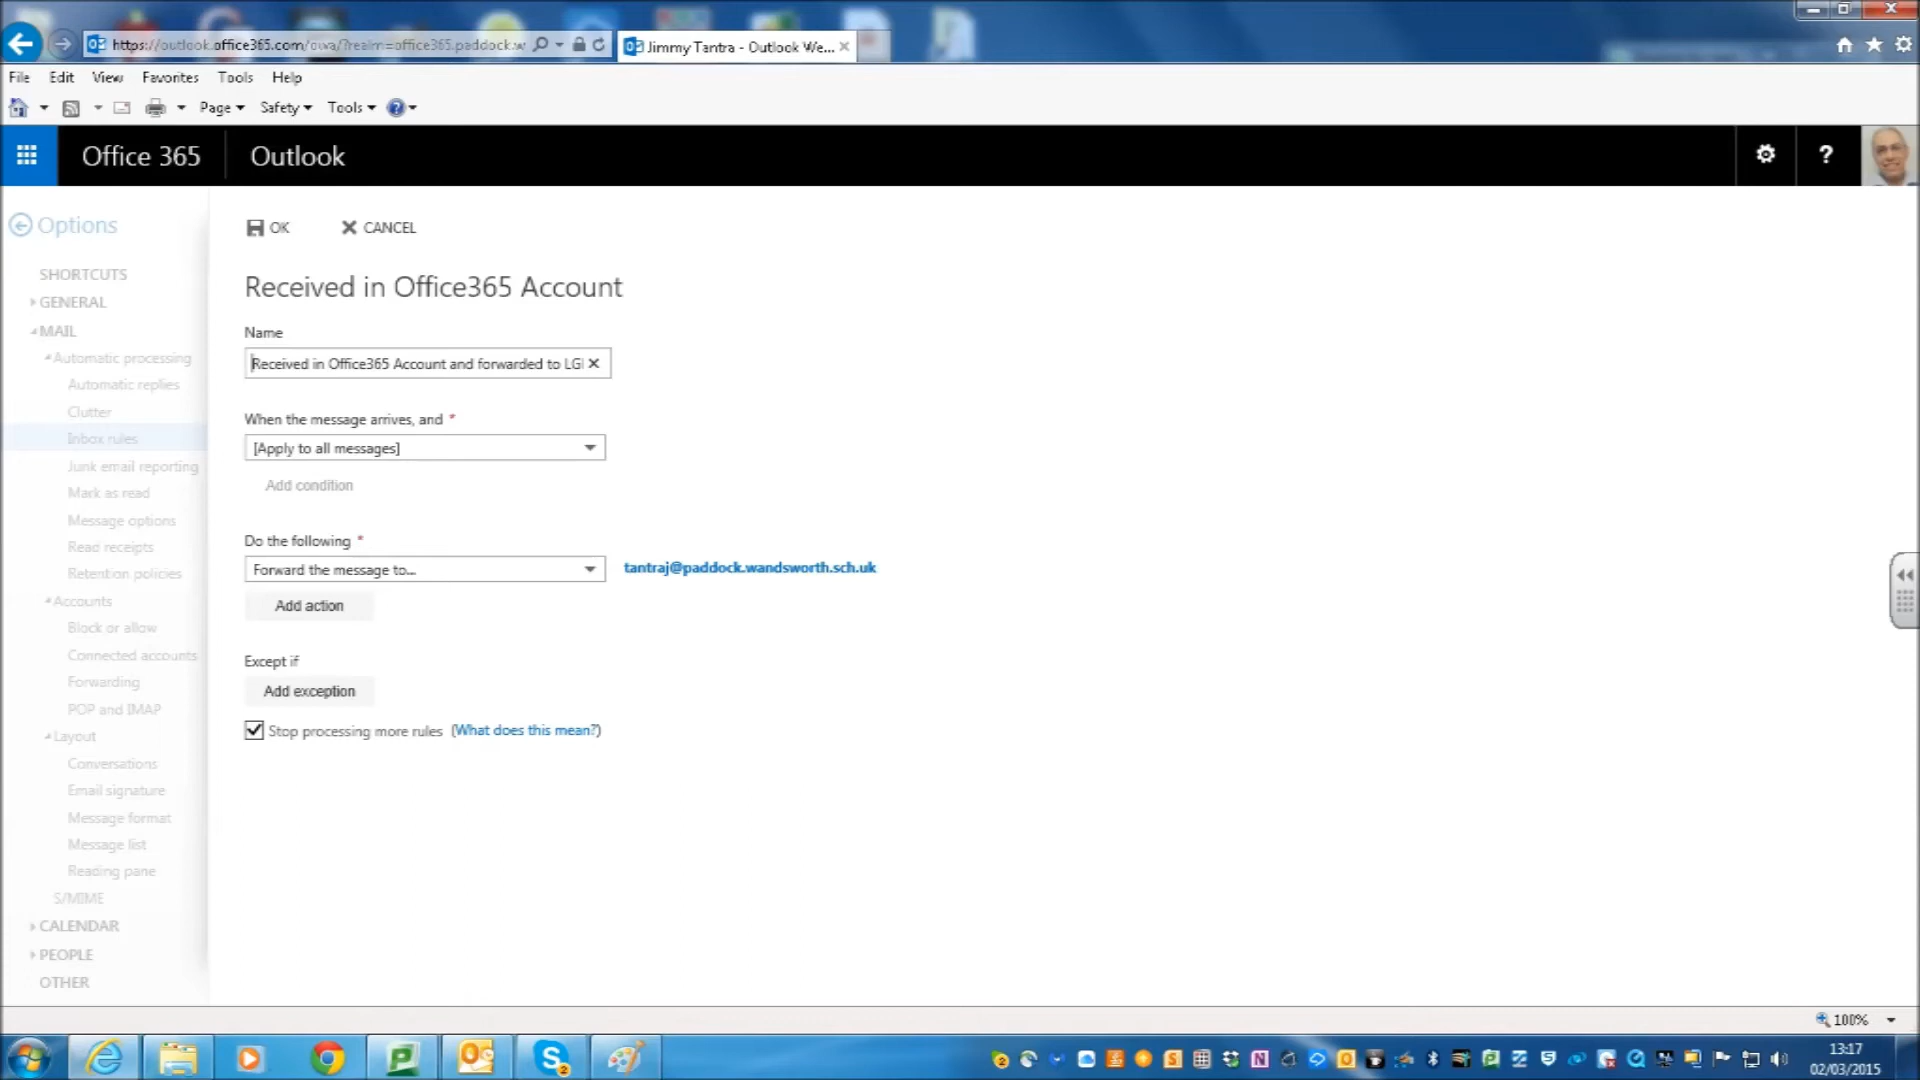 https://outlook.office365.com/owa/?realm=office365.paddock.w
Jimmy Tantra - Outlook We...
File Edit View Favorites Tools Help
Page Safety Tools
Office 365 Outlook ?
Options
SHORTCUTS
GENERAL
MAIL
Automatic processing
Automatic replies
Clutter
Inbox rules
Junk email reporting
Mark as read
Message options
Read receipts
Retention policies
Accounts
Block or allow
Connected accounts
Forwarding
POP and IMAP
Layout
Conversations
Email signature
Message format
Message list
Reading pane
S/MIME
CALENDAR
PEOPLE
OTHER
OK CANCEL
Received in Office365 Account
Name
Received in Office365 Account and forwarded to LG
When the message arrives, and *
[Apply to all messages]
Add condition
Do the following *
Forward the message to... tantraj@paddock.wandsworth.sch.uk
Add action
Except if
Add exception
Stop processing more rules (What does this mean?)
100%
13:17
02/03/2015